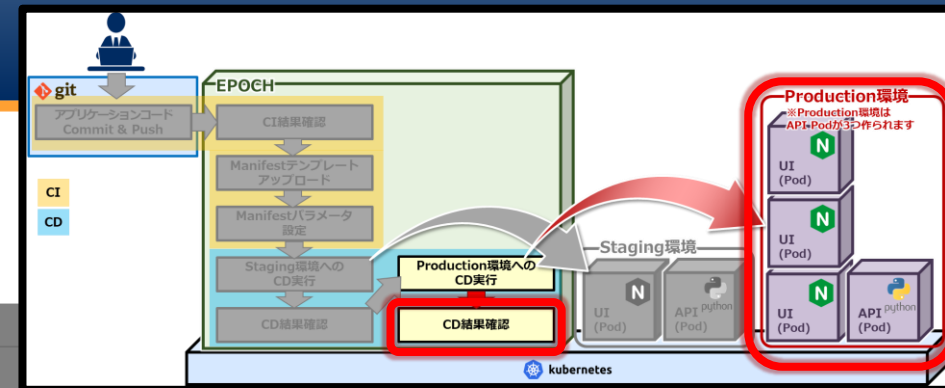 git
アプリケーションコード
Commit & Push
CI
CD
EPOCH
CI結果確認
Manifestテンプレート
アップロード
Manifestパラメータ
設定
Staging環境への
CD実行
CD結果確認
Production環境への
CD実行
CD結果確認
Staging環境
N
UI
(Pod)
python
API
(Pod)
Production環境
※Production環境は
API Podが3つ作られます
N
UI
(Pod)
N
UI
(Pod)
N
UI
(Pod)
python
API
(Pod)
kubernetes